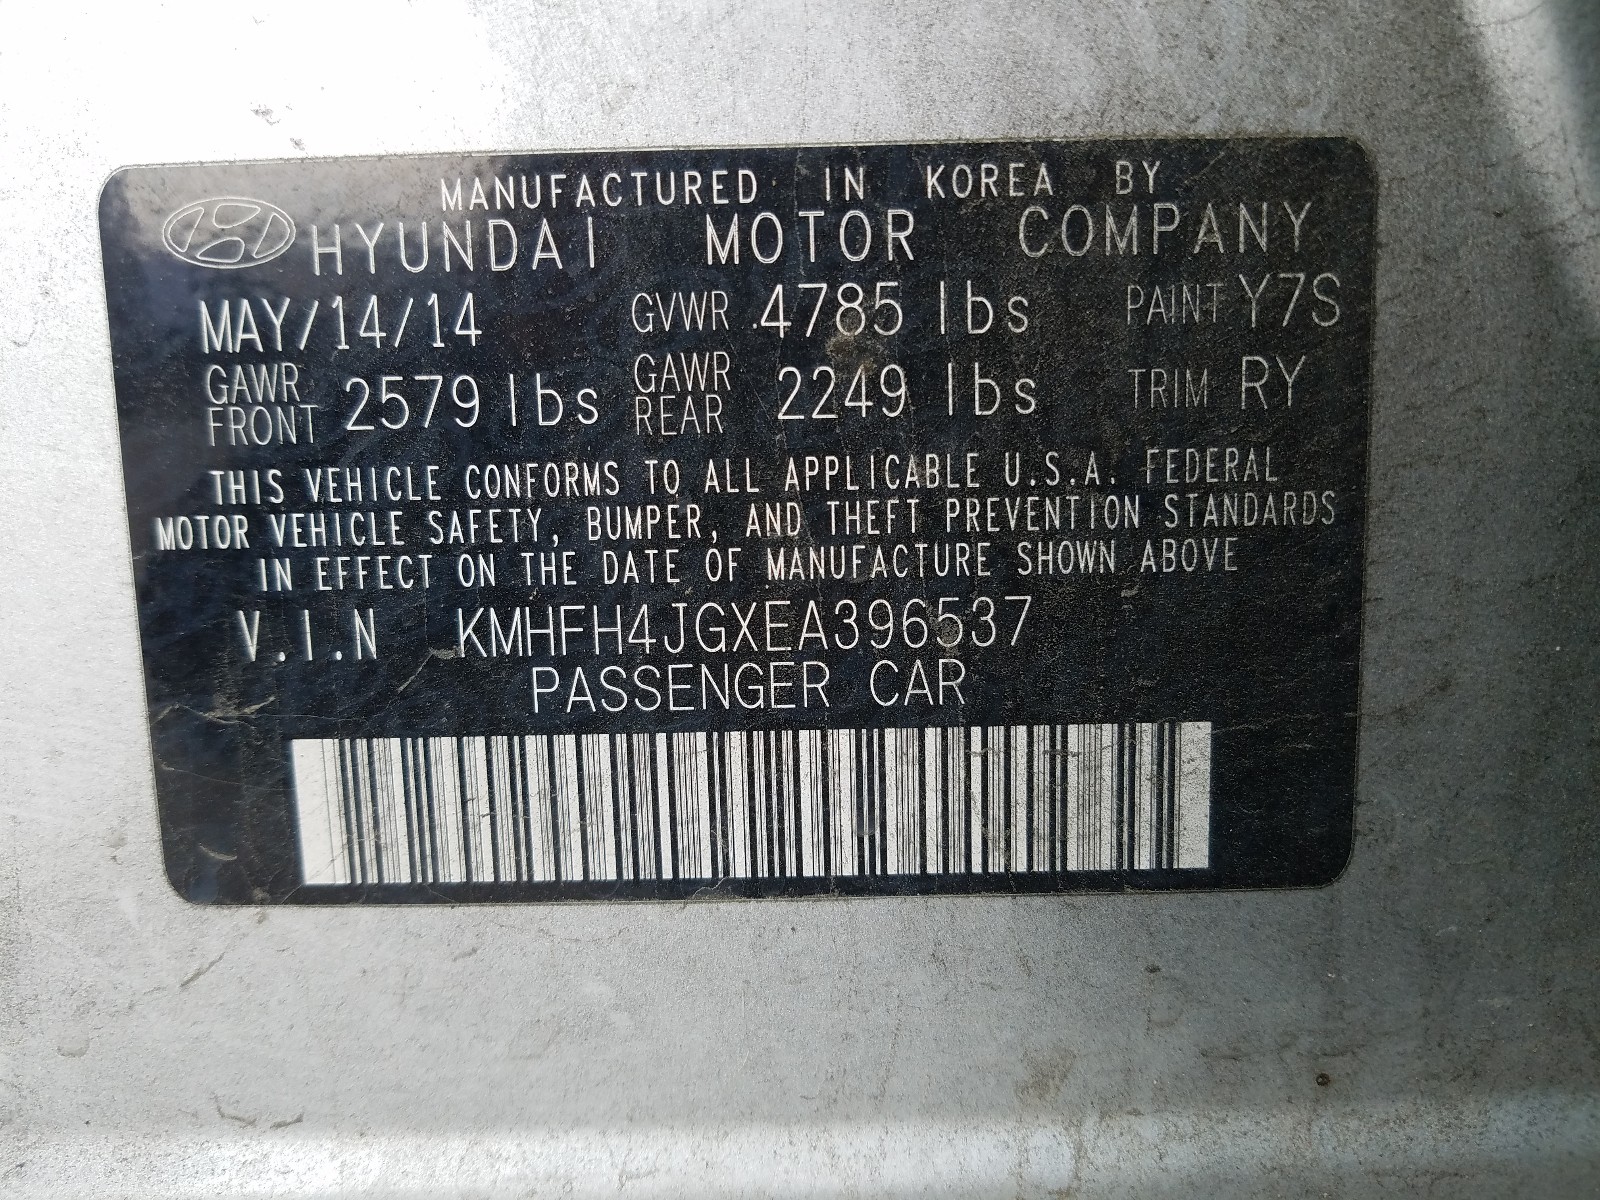 MANUFACTURED IN KOREA BY
HYUNDAI MOTOR COMPANY
MAY/14/14 GVWR 4785 lbs PAINT Y7S
GAWR FRONT 2579 lbs GAWR REAR 2249 lbs TRIM RY
THIS VEHICLE CONFORMS TO ALL APPLICABLE U.S.A. FEDERAL
MOTOR VEHICLE SAFETY, BUMPER, AND THEFT PREVENTION STANDARDS
IN EFFECT ON THE DATE OF MANUFACTURE SHOWN ABOVE
V.I.N KMHFH4JGXEA396537
PASSENGER CAR